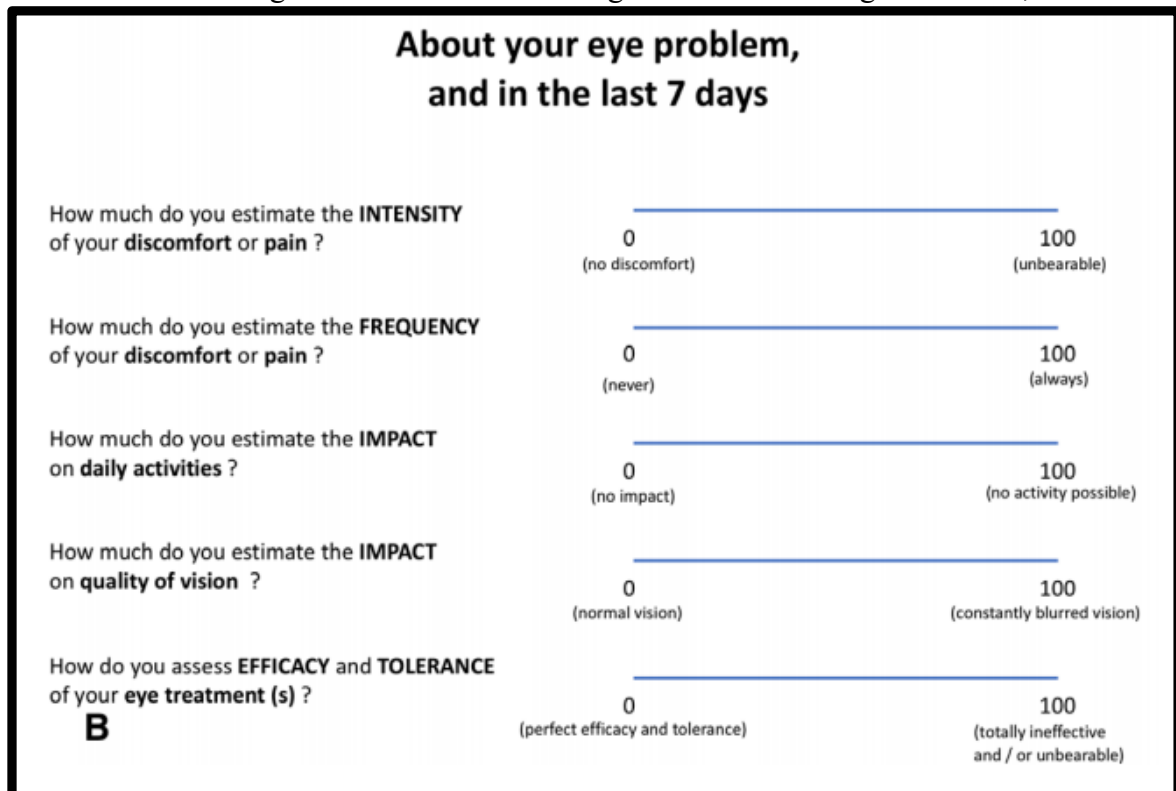 About your eye problem,
and in the last 7 days
How much do you estimate the INTENSITY
of your discomfort or pain ?
0
100
(no discomfort)
(unbearable)
How much do you estimate the FREQUENCY
of your discomfort or pain ?
0
100
(never)
(always)
How much do you estimate the IMPACT
on daily activities ?
0
100
(no impact)
(no activity possible)
How much do you estimate the IMPACT
on quality of vision ?
0
100
(normal vision)
(constantly blurred vision)
How do you assess EFFICACY and TOLERANCE
of your eye treatment (s) ?
0
100
(perfect efficacy and tolerance)
(totally ineffective
and / or unbearable)
B